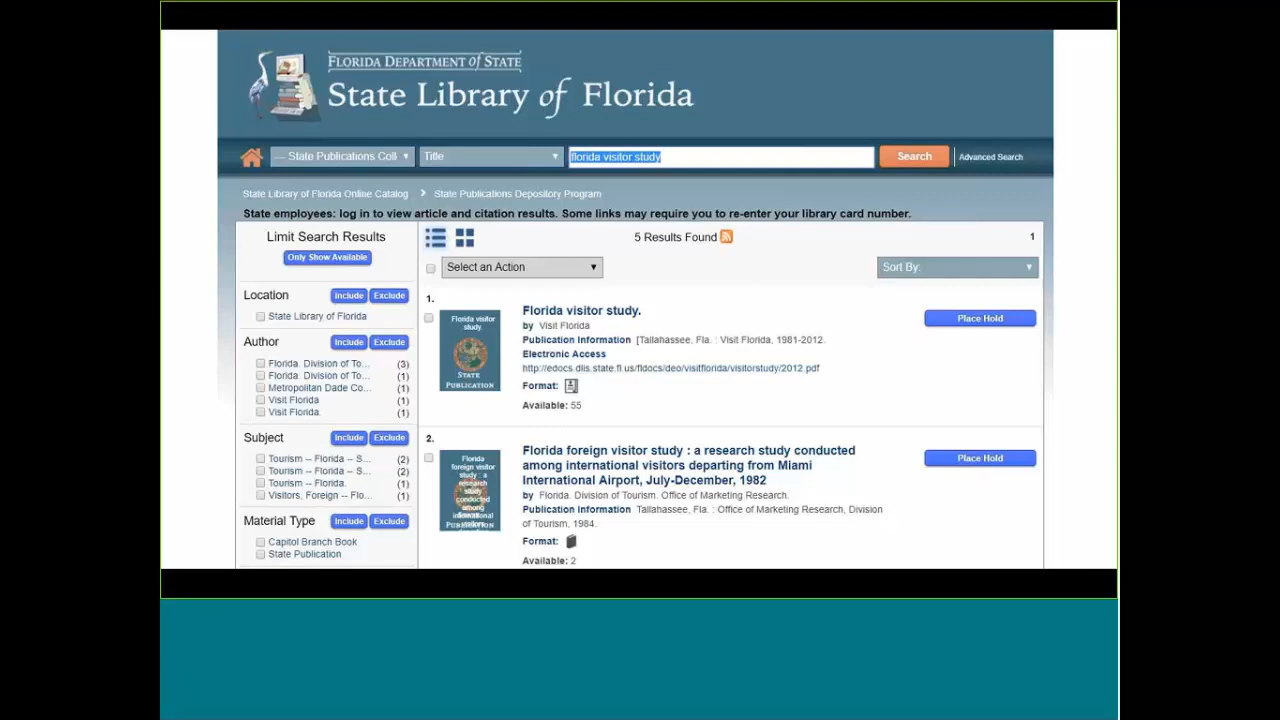 FLORIDA DEPARTMENT of STATE
State Library of Florida
--- State Publications Coll
Title
florida visitor study
Search
Advanced Search
State Library of Florida Online Catalog
State Publications Depository Program
State employees: log in to view article and citation results. Some links may require you to re-enter your library card number.
Limit Search Results
Only Show Available
Location Include Exclude
State Library of Florida
Author Include Exclude
Florida. Division of To... (3)
Florida. Division of To... (1)
Metropolitan Dade Co... (1)
Visit Florida (1)
Visit Florida. (1)
Subject Include Exclude
Tourism -- Florida -- S... (2)
Tourism -- Florida -- S... (2)
Tourism -- Florida. (1)
Visitors, Foreign -- Flo... (1)
Material Type Include Exclude
Capitol Branch Book
State Publication
5 Results Found
1
Select an Action
Sort By:
1.
Florida visitor study.
STATE
PUBLICATION
Florida visitor study.
by Visit Florida
Publication Information [Tallahassee, Fla. : Visit Florida, 1981-2012.
Electronic Access
http://edocs.dlis.state.fl.us/fldocs/deo/visitflorida/visitorstudy/2012.pdf
Format:
Available: 55
Place Hold
2.
Florida
foreign visitor
study : a
research
study
conducted
among
international
visitors
Florida foreign visitor study : a research study conducted
among international visitors departing from Miami
International Airport, July-December, 1982
by Florida. Division of Tourism. Office of Marketing Research.
Publication Information Tallahassee, Fla. : Office of Marketing Research, Division
of Tourism, 1984.
Format:
Available: 2
Place Hold